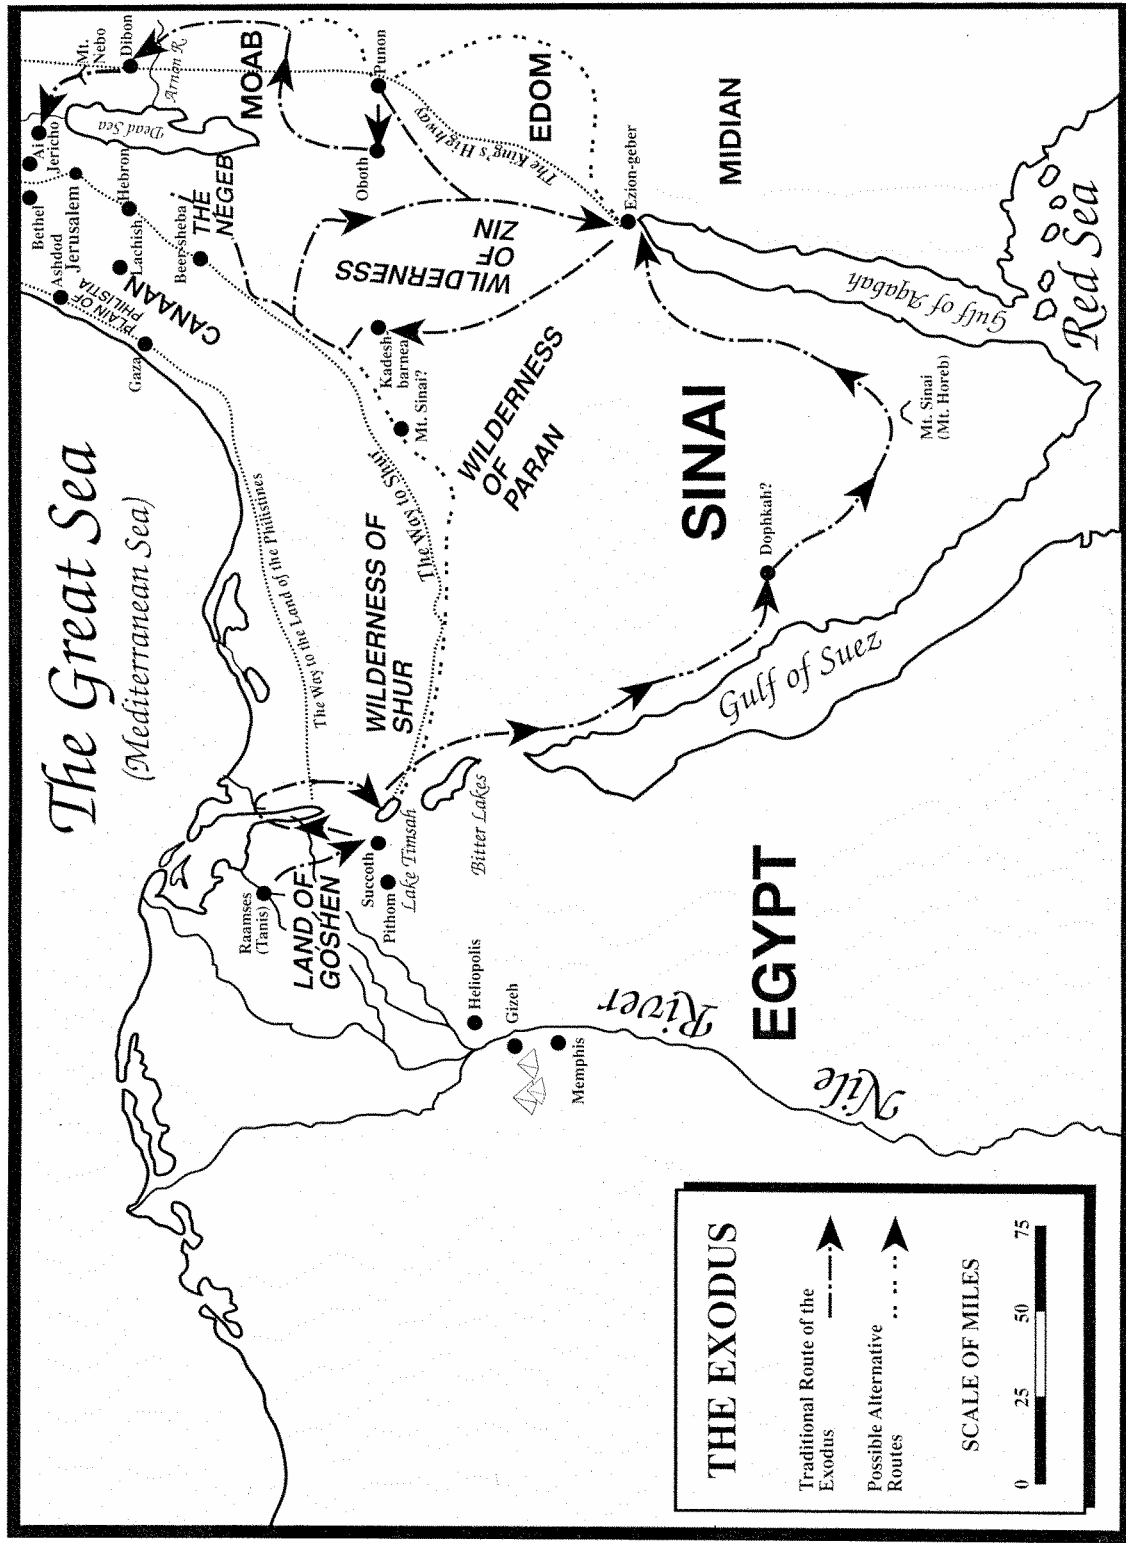 The Great Sea
(Mediterranean Sea)
Ai
Jericho
Bethel
Mt.
Nebo
Dibon
Arnon R.
Dead Sea
MOAB
Punon
Oboth
EDOM
The King's Highway
MIDIAN
Ezion-geber
Ashdod
Jerusalem
Hebron
Lachish
Beersheba
THE
NEGEB
PLAIN OF
PHILISTIA
CANAAN
Gaza
WILDERNESS
OF
ZIN
Kadesh-
barnea
Mt. Sinai?
WILDERNESS
OF
PARAN
Gulf of Aqabah
Red Sea
The Way to the Land of the Philistines
The Way to Shur
WILDERNESS OF
SHUR
SINAI
Mt. Sinai
(Mt. Horeb)
Dophkah?
Gulf of Suez
Raamses
(Tanis)
LAND OF
GOSHEN
Succoth
Pithom
Lake Timsah
Bitter Lakes
Heliopolis
Gizeh
Memphis
EGYPT
Nile River
THE EXODUS
Traditional Route of the
Exodus
Possible Alternative
Routes
SCALE OF MILES
0 25 50 75